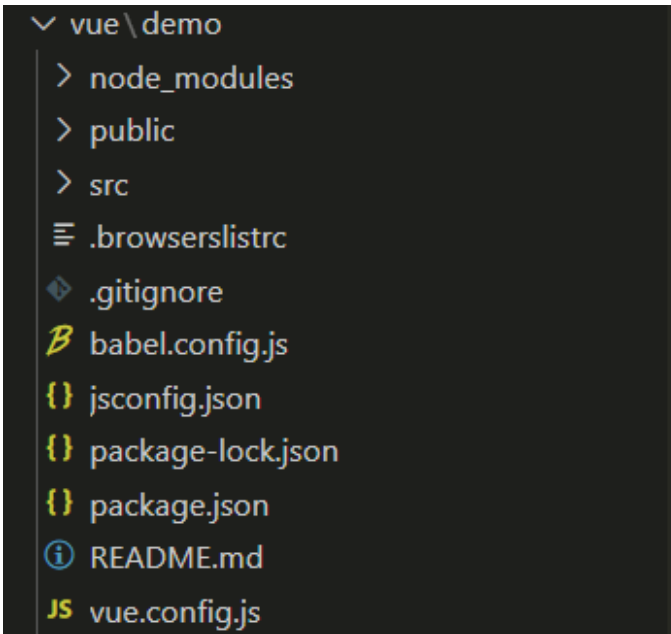 vue\demo
node_modules
public
src
.browserslistrc
.gitignore
babel.config.js
jsconfig.json
package-lock.json
package.json
README.md
JS vue.config.js